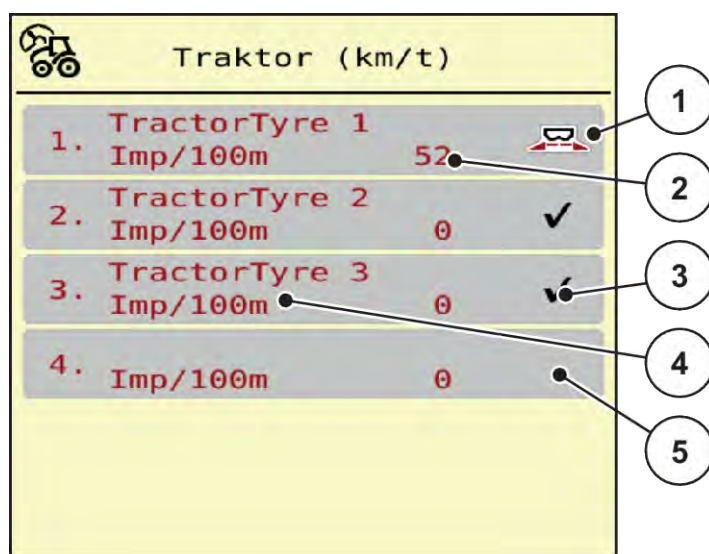 Traktor (km/t)
1. TractorTyre 1
Imp/100m 52
2. TractorTyre 2
Imp/100m 0
3. TractorTyre 3
Imp/100m 0
4.
Imp/100m 0
1
2
3
4
5